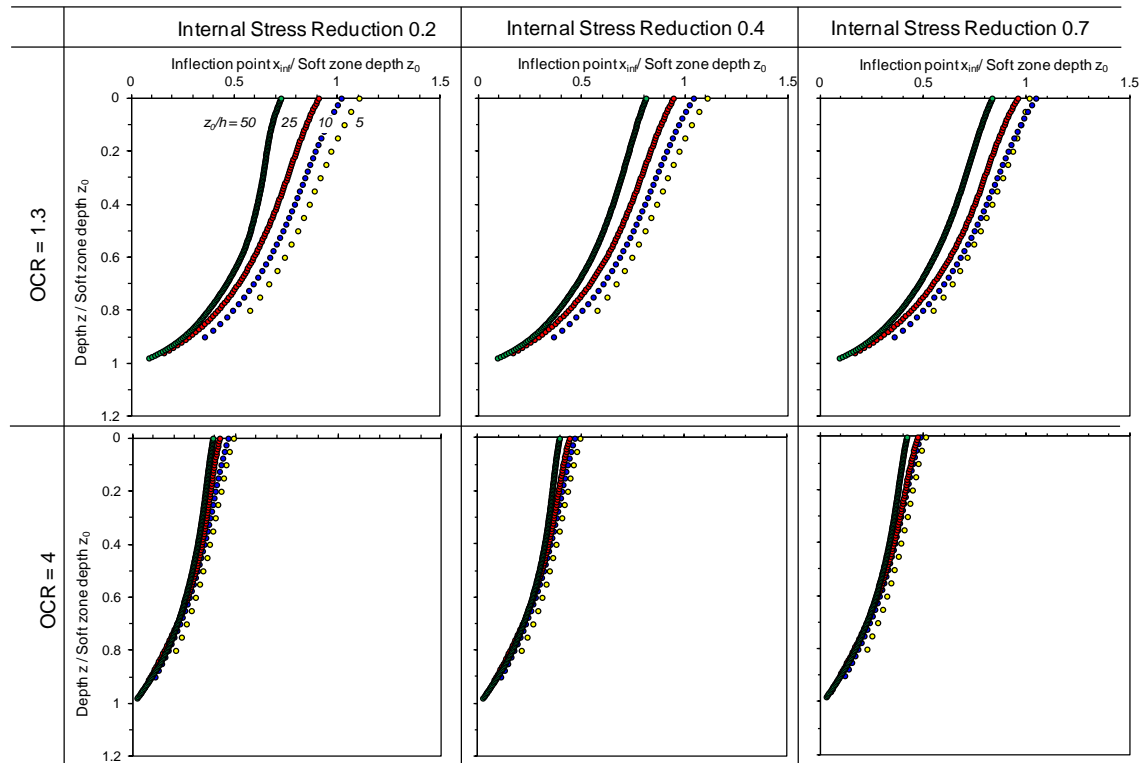 Internal Stress Reduction 0.2
Internal Stress Reduction 0.4
Internal Stress Reduction 0.7
OCR = 1.3
Inflection point x_inf/ Soft zone depth z_0
0 0.5 1 1.5
Depth z / Soft zone depth z_0
0
0.2
0.4
0.6
0.8
1
1.2
z_0/h = 50 25 10 5
Inflection point x_inf/ Soft zone depth z_0
0 0.5 1 1.5
Inflection point x_inf/ Soft zone depth z_0
0 0.5 1 1.5
OCR = 4
Depth z / Soft zone depth z_0
0
0.2
0.4
0.6
0.8
1
1.2